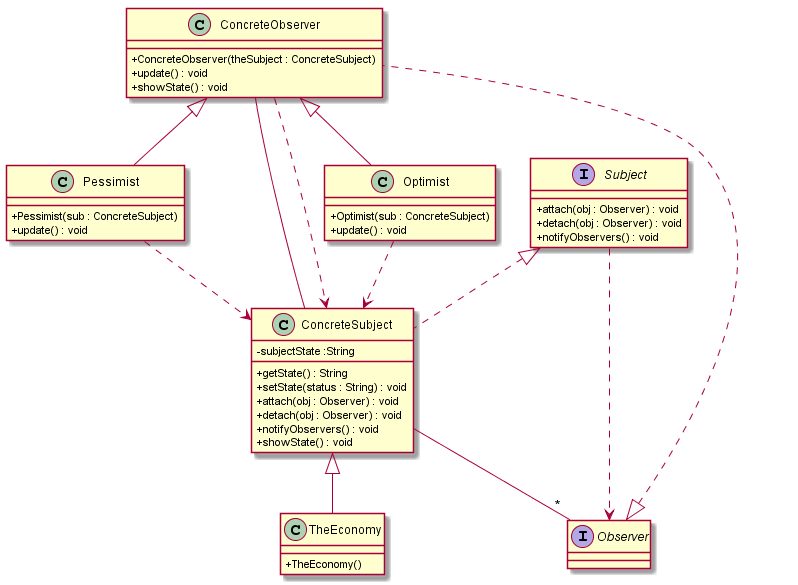 C ConcreteObserver
+ConcreteObserver(theSubject : ConcreteSubject)
+update() : void
+showState() : void
C Pessimist
+Pessimist(sub : ConcreteSubject)
+update() : void
C Optimist
+Optimist(sub : ConcreteSubject)
+update() : void
I Subject
+attach(obj : Observer) : void
+detach(obj : Observer) : void
+notifyObservers() : void
C ConcreteSubject
-subjectState :String
+getState() : String
+setState(status : String) : void
+attach(obj : Observer) : void
+detach(obj : Observer) : void
+notifyObservers() : void
+showState() : void
*
C TheEconomy
+TheEconomy()
I Observer